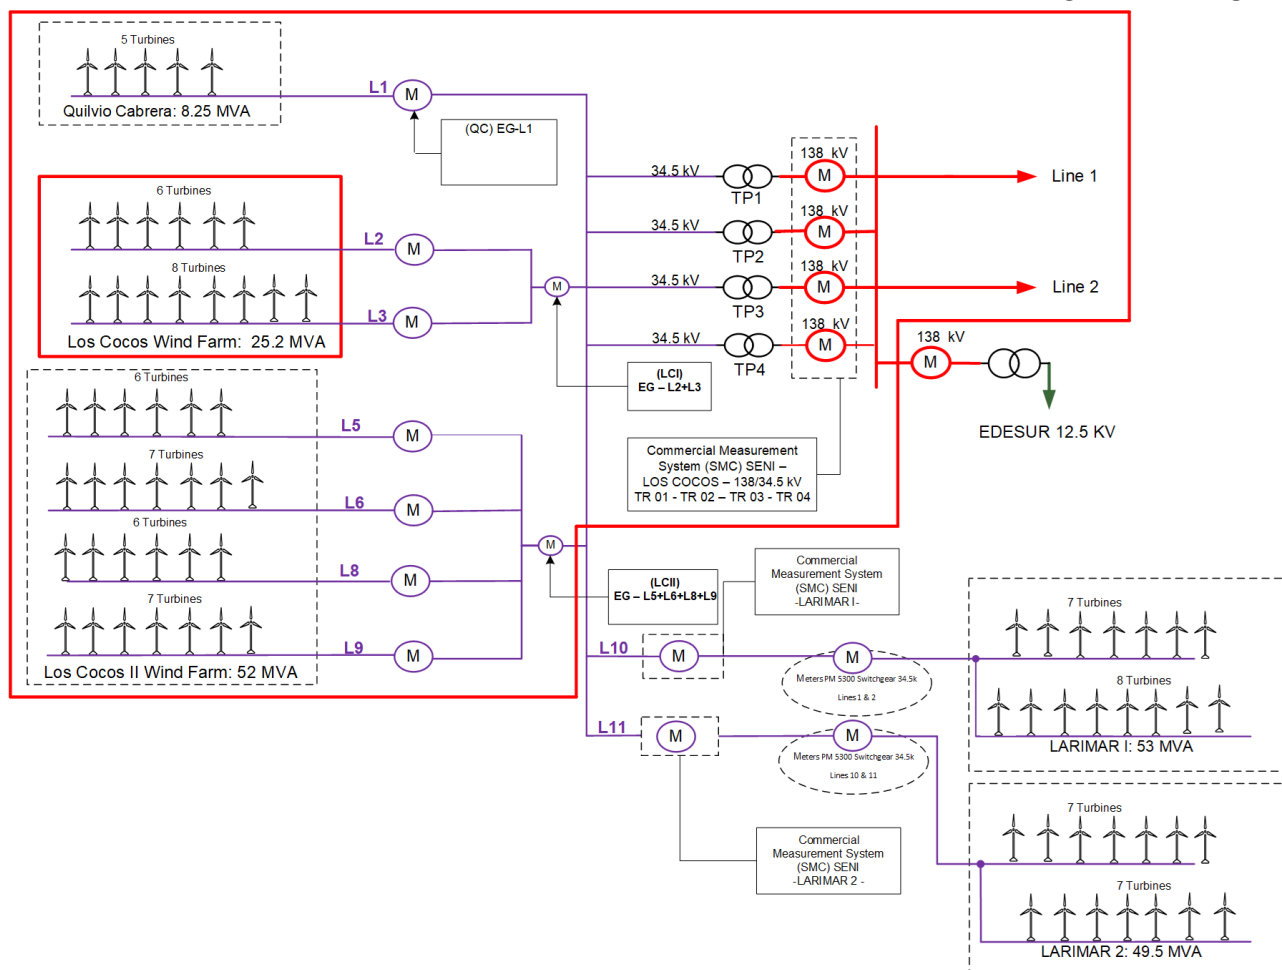 5 Turbines
L1
M
Quilvio Cabrera: 8.25 MVA
(QC) EG-L1
6 Turbines
L2
M
8 Turbines
L3
M
Los Cocos Wind Farm: 25.2 MVA
M
(LCI)
EG – L2+L3
34.5 kV
TP1
138 kV
M
Line 1
34.5 kV
TP2
138 kV
M
34.5 kV
TP3
138 kV
M
Line 2
34.5 kV
TP4
138 kV
M
138 kV
M
EDESUR 12.5 KV
Commercial Measurement
System (SMC) SENI –
LOS COCOS – 138/34.5 kV
TR 01 - TR 02 – TR 03 - TR 04
6 Turbines
L5
M
7 Turbines
L6
M
6 Turbines
L8
M
7 Turbines
L9
M
Los Cocos II Wind Farm: 52 MVA
M
(LCII)
EG – L5+L6+L8+L9
Commercial
Measurement System
(SMC) SENI
-LARIMAR I-
L10
M
M
Meters PM 5300 Switchgear 34.5k
Lines 1 & 2
7 Turbines
8 Turbines
LARIMAR I: 53 MVA
L11
M
M
Meters PM 5300 Switchgear 34.5k
Lines 10 & 11
Commercial
Measurement System
(SMC) SENI
-LARIMAR 2 -
7 Turbines
7 Turbines
LARIMAR 2: 49.5 MVA